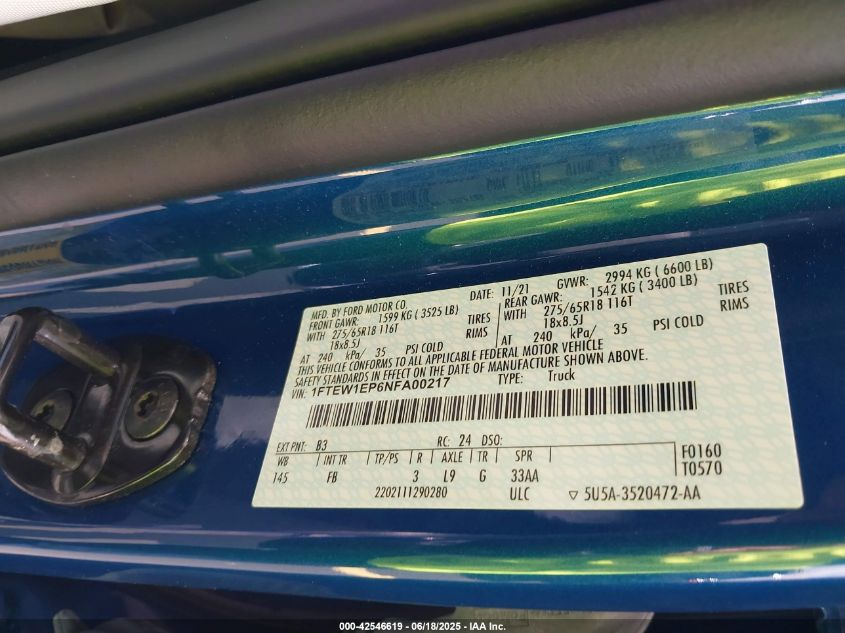 MFD. BY FORD MOTOR CO. DATE: 11/21 GVWR: 2994 KG ( 6600 LB)
FRONT GAWR: 1599 KG ( 3525 LB) REAR GAWR: 1542 KG ( 3400 LB)
WITH 275/65R18 116T TIRES WITH 275/65R18 116T TIRES
18x8.5J RIMS 18x8.5J RIMS
AT 240 kPa/ 35 PSI COLD AT 240 kPa/ 35 PSI COLD
THIS VEHICLE CONFORMS TO ALL APPLICABLE FEDERAL MOTOR VEHICLE
SAFETY STANDARDS IN EFFECT ON THE DATE OF MANUFACTURE SHOWN ABOVE.
VIN: 1FTEW1EP6NFA00217 TYPE: Truck
EXT PNT: B3 RC: 24 DSO: F0160
WB INT TR TP/PS R AXLE TR SPR T0570
145 FB 3 L9 G 33AA
2202111290280 ULC ▽ 5U5A-3520472-AA
000-42546619 - 06/18/2025 - IAA Inc.